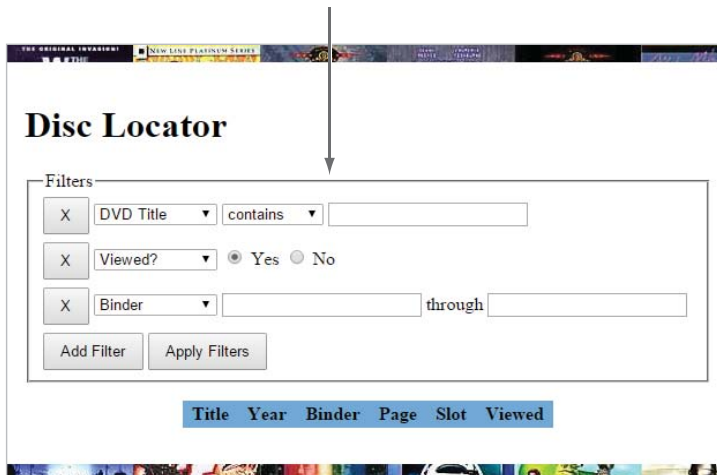 THE ORIGINAL INVASION!
NEW LINE PLATINUM SERIES
THE
Disc Locator
Filters
X DVD Title contains
X Viewed? Yes No
X Binder through
Add Filter Apply Filters
Title Year Binder Page Slot Viewed